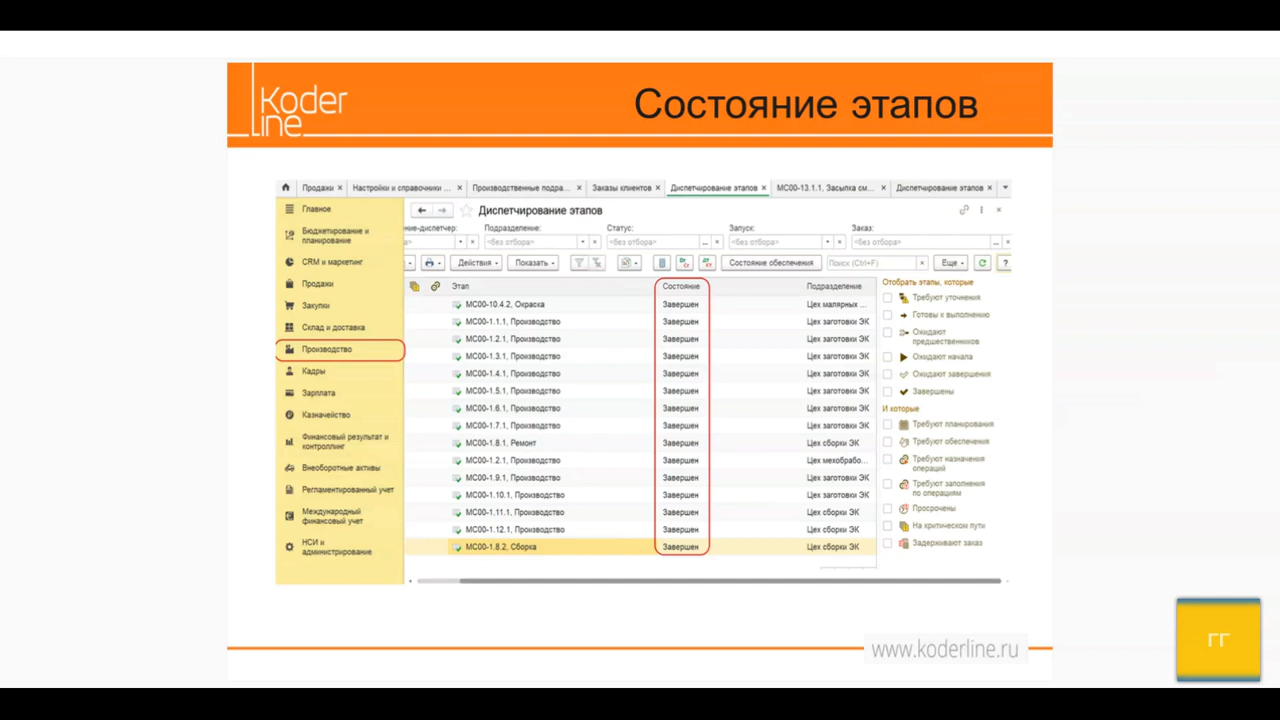 Koder
line
Состояние этапов
Продажи ×
Настройки и справочники ... ×
Производственные подра... ×
Заказы клиентов ×
Диспетчирование этапов ×
МС00-13.1.1, Засыпка см... ×
Диспетчирование этапов ×
Главное
Бюджетирование и
планирование
CRM и маркетинг
Продажи
Закупки
Склад и доставка
Производство
Кадры
Зарплата
Казначейство
Финансовый результат и
контроллинг
Внеоборотные активы
Регламентированный учет
Международный
финансовый учет
НСИ и
администрирование
Диспетчирование этапов
ние-диспетчер: Подразделение: Статус: Запуск: Заказ:
а> <без отбора> <без отбора> <без отбора> <без отбора>
Действия Показать Состояние обеспечения Поиск (Ctrl+F) × Еще ?
Этап Состояние Подразделение
МС00-10.4.2, Окраска Завершен Цех малярных ...
МС00-1.1.1, Производство Завершен Цех заготовки ЭК
МС00-1.2.1, Производство Завершен Цех заготовки ЭК
МС00-1.3.1, Производство Завершен Цех заготовки ЭК
МС00-1.4.1, Производство Завершен Цех заготовки ЭК
МС00-1.5.1, Производство Завершен Цех заготовки ЭК
МС00-1.6.1, Производство Завершен Цех заготовки ЭК
МС00-1.7.1, Производство Завершен Цех заготовки ЭК
МС00-1.8.1, Ремонт Завершен Цех сборки ЭК
МС00-1.2.1, Производство Завершен Цех мехобрабо...
МС00-1.9.1, Производство Завершен Цех заготовки ЭК
МС00-1.10.1, Производство Завершен Цех заготовки ЭК
МС00-1.11.1, Производство Завершен Цех сборки ЭК
МС00-1.12.1, Производство Завершен Цех сборки ЭК
МС00-1.8.2, Сборка Завершен Цех сборки ЭК
Отобрать этапы, которые
Требуют уточнения
Готовы к выполнению
Ожидают
предшественников
Ожидают начала
Ожидают завершения
Завершены
И которые
Требуют планирования
Требуют обеспечения
Требуют назначения
операций
Требуют заполнения
по операциям
Просрочены
На критическом пути
Задерживают заказ
www.koderline.ru
ГГ